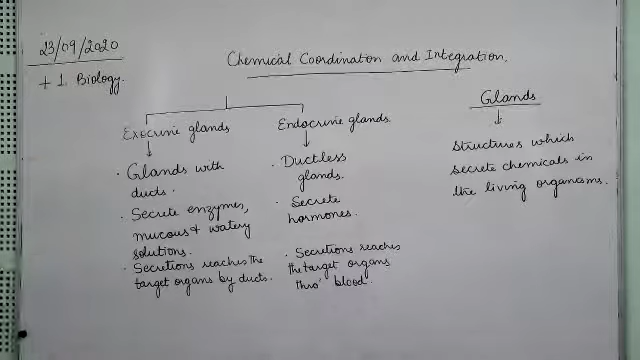 23/09/2020
+1 Biology.
Chemical Coordination and Integration.
Exocrine glands
· Glands with
ducts.
· Secrete enzymes,
mucous & watery
solutions.
· Secretions reaches the
target organs by ducts.
Endocrine glands.
· Ductless
glands.
· Secrete
hormones.
· Secretions reaches
the target organs
thro' blood.
Glands
Structures which
secrete chemicals in
the living organisms.